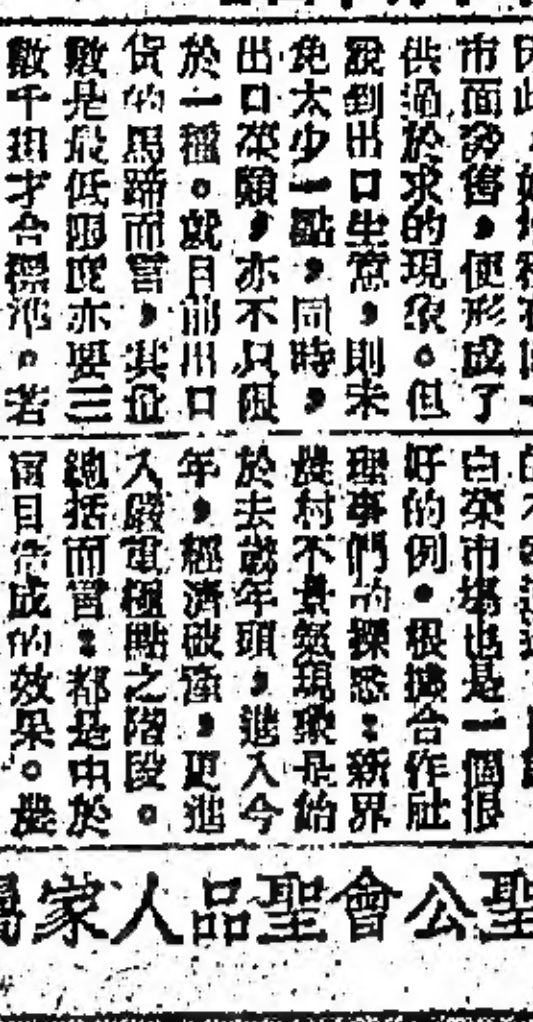 市面滯舊，便形成了
供過於求的現象。但
說到出口生意，則未
免太少一點，同時，
出口菜類，亦不只限
於一種。就目前出口
貨的馬蹄而言，其位
數是最低限度亦要三
數千担才合標準。若
白菜市場也是一個很
好的例。根據合作社
理事們的探悉：新界
農村不景氣現象是始
於去歲年頭，進入今
年，經濟破產，更進
入嚴重極點之階段。
總括而言：都是由於
盲目造成的效果。農
聖公會聖品人家屬